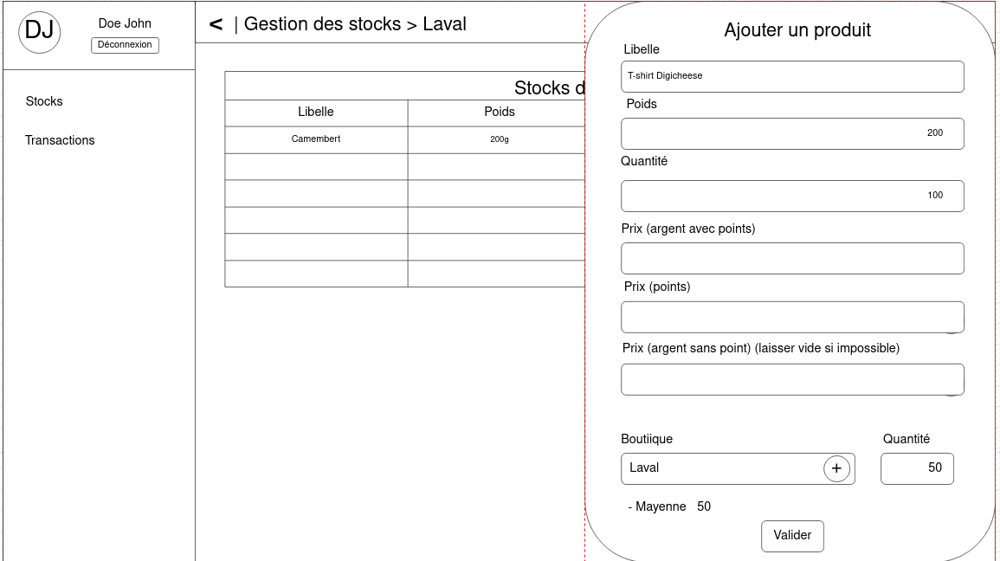 DJ
Doe John
Déconnexion
Stocks
Transactions
< | Gestion des stocks > Laval
Stocks d
Libelle Poids
Camembert 200g
Ajouter un produit
Libelle
T-shirt Digicheese
Poids
200
Quantité
100
Prix (argent avec points)
Prix (points)
Prix (argent sans point) (laisser vide si impossible)
Boutiique Quantité
Laval + 50
- Mayenne 50
Valider